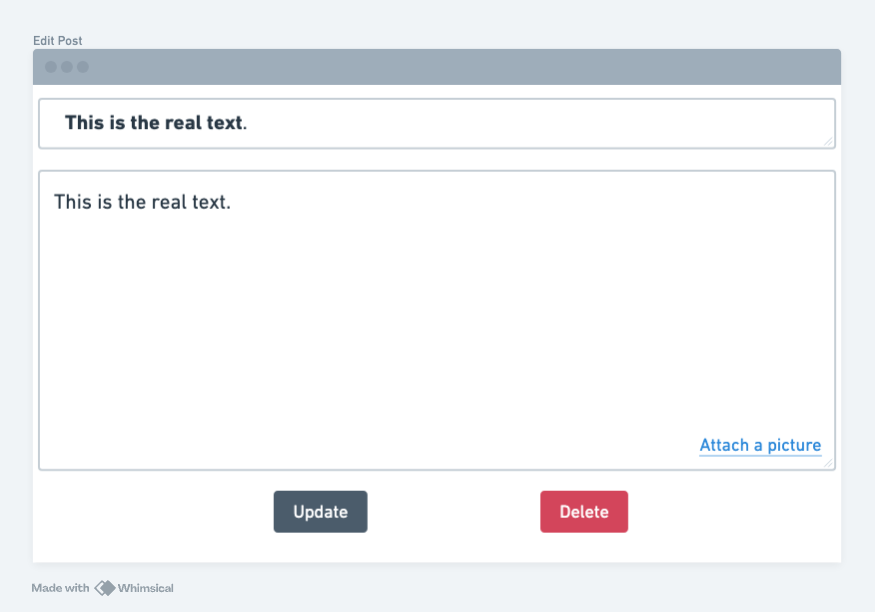 Edit Post
This is the real text.
This is the real text.
Attach a picture
Update Delete
Made with Whimsical